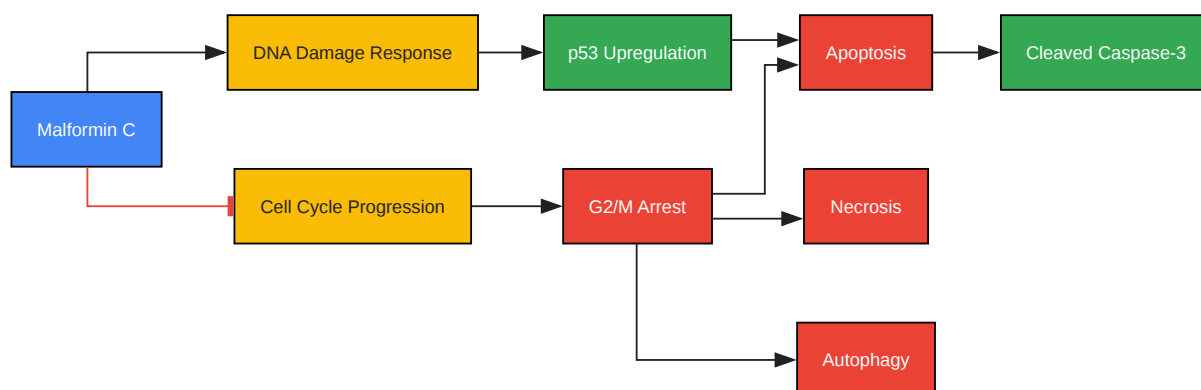 DNA Damage Response
p53 Upregulation
Apoptosis
Cleaved Caspase-3
Malformin C
Cell Cycle Progression
G2/M Arrest
Necrosis
Autophagy